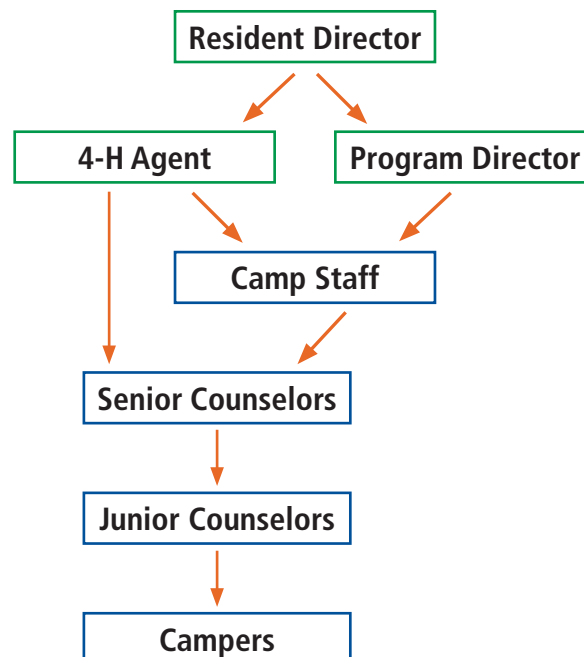 Resident Director
4-H Agent
Program Director
Camp Staff
Senior Counselors
Junior Counselors
Campers